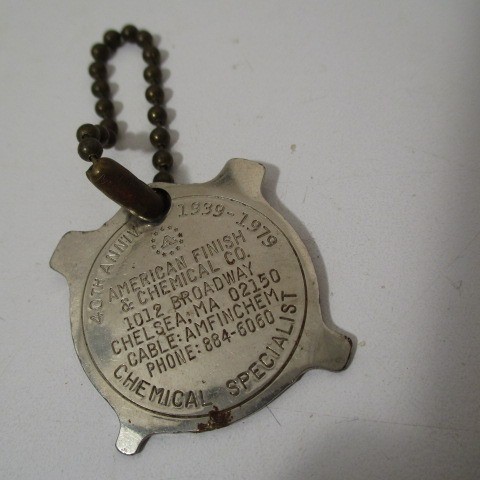 40TH ANNIV 1939-1979
AMERICAN FINISH
& CHEMICAL CO.
1012 BROADWAY
CHELSEA, MA 02150
CABLE: AMFINCHEM
PHONE: 884-6060
CHEMICAL SPECIALIST